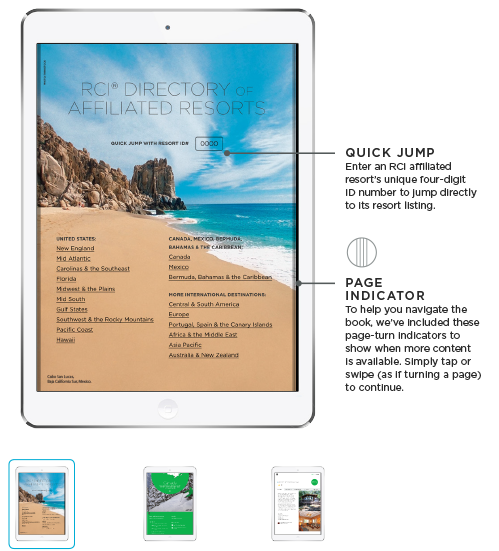 RCI® DIRECTORY OF
AFFILIATED RESORTS
QUICK JUMP WITH RESORT ID# 0000
UNITED STATES:
New England
Mid Atlantic
Carolinas & the Southeast
Florida
Midwest & the Plains
Mid South
Gulf States
Southwest & the Rocky Mountains
Pacific Coast
Hawaii
CANADA, MEXICO, BERMUDA,
BAHAMAS & THE CARIBBEAN:
Canada
Mexico
Bermuda, Bahamas & the Caribbean
MORE INTERNATIONAL DESTINATIONS:
Central & South America
Europe
Portugal, Spain & the Canary Islands
Africa & the Middle East
Asia Pacific
Australia & New Zealand
Cabo San Lucas,
Baja California Sur, Mexico
QUICK JUMP
Enter an RCI affiliated
resort's unique four-digit
ID number to jump directly
to its resort listing.
PAGE
INDICATOR
To help you navigate the
book, we've included these
page-turn indicators to
show when more content
is available. Simply tap or
swipe (as if turning a page)
to continue.